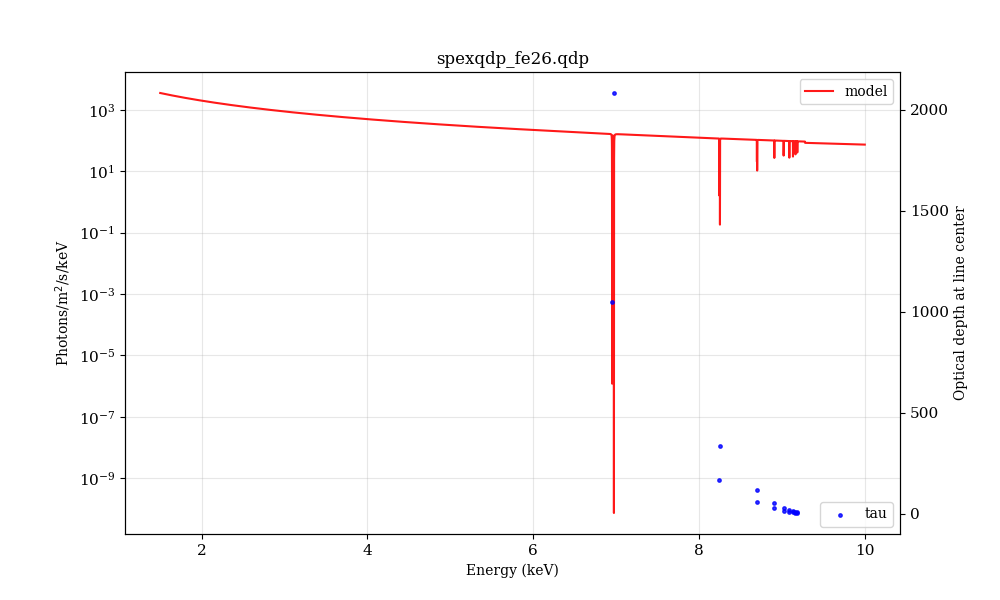 spexqdp_fe26.qdp
model
10³
10¹
10⁻¹
10⁻³
10⁻⁵
10⁻⁷
10⁻⁹
Photons/m²/s/keV
2000
1500
1000
500
0
Optical depth at line center
tau
2 4 6 8 10
Energy (keV)